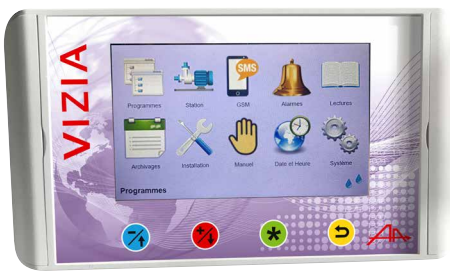 VIZIA
SMS
Programmes
Station
GSM
Alarmes
Lectures
Archivages
Installation
Manuel
Date et Heure
Système
Programmes
-/↑
+/↓
*